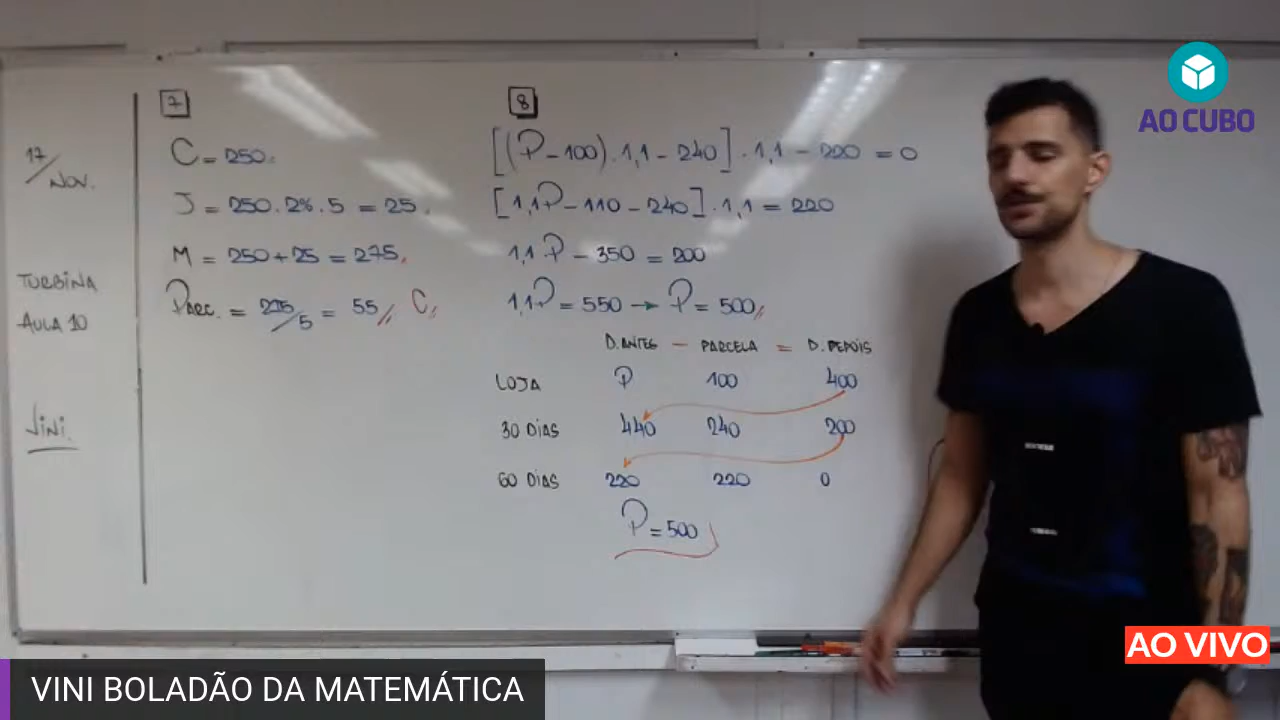 17/NOV.
TURBINA
AULA 10
Vini.
7
C = 250.
J = 250 . 2% . 5 = 25.
M = 250 + 25 = 275.
PARC. = 275/5 = 55// C.
8
[(P - 100) . 1,1 - 240] . 1,1 - 220 = 0
[1,1P - 110 - 240] . 1,1 = 220
1,1P - 350 = 200
1,1P = 550 → P = 500//
D.ANTES - PARCELA = D.DEPOIS
LOJA P 100 400
30 DIAS 440 240 200
60 DIAS 220 220 0
P = 500
AO CUBO
AO VIVO
VINI BOLADÃO DA MATEMÁTICA